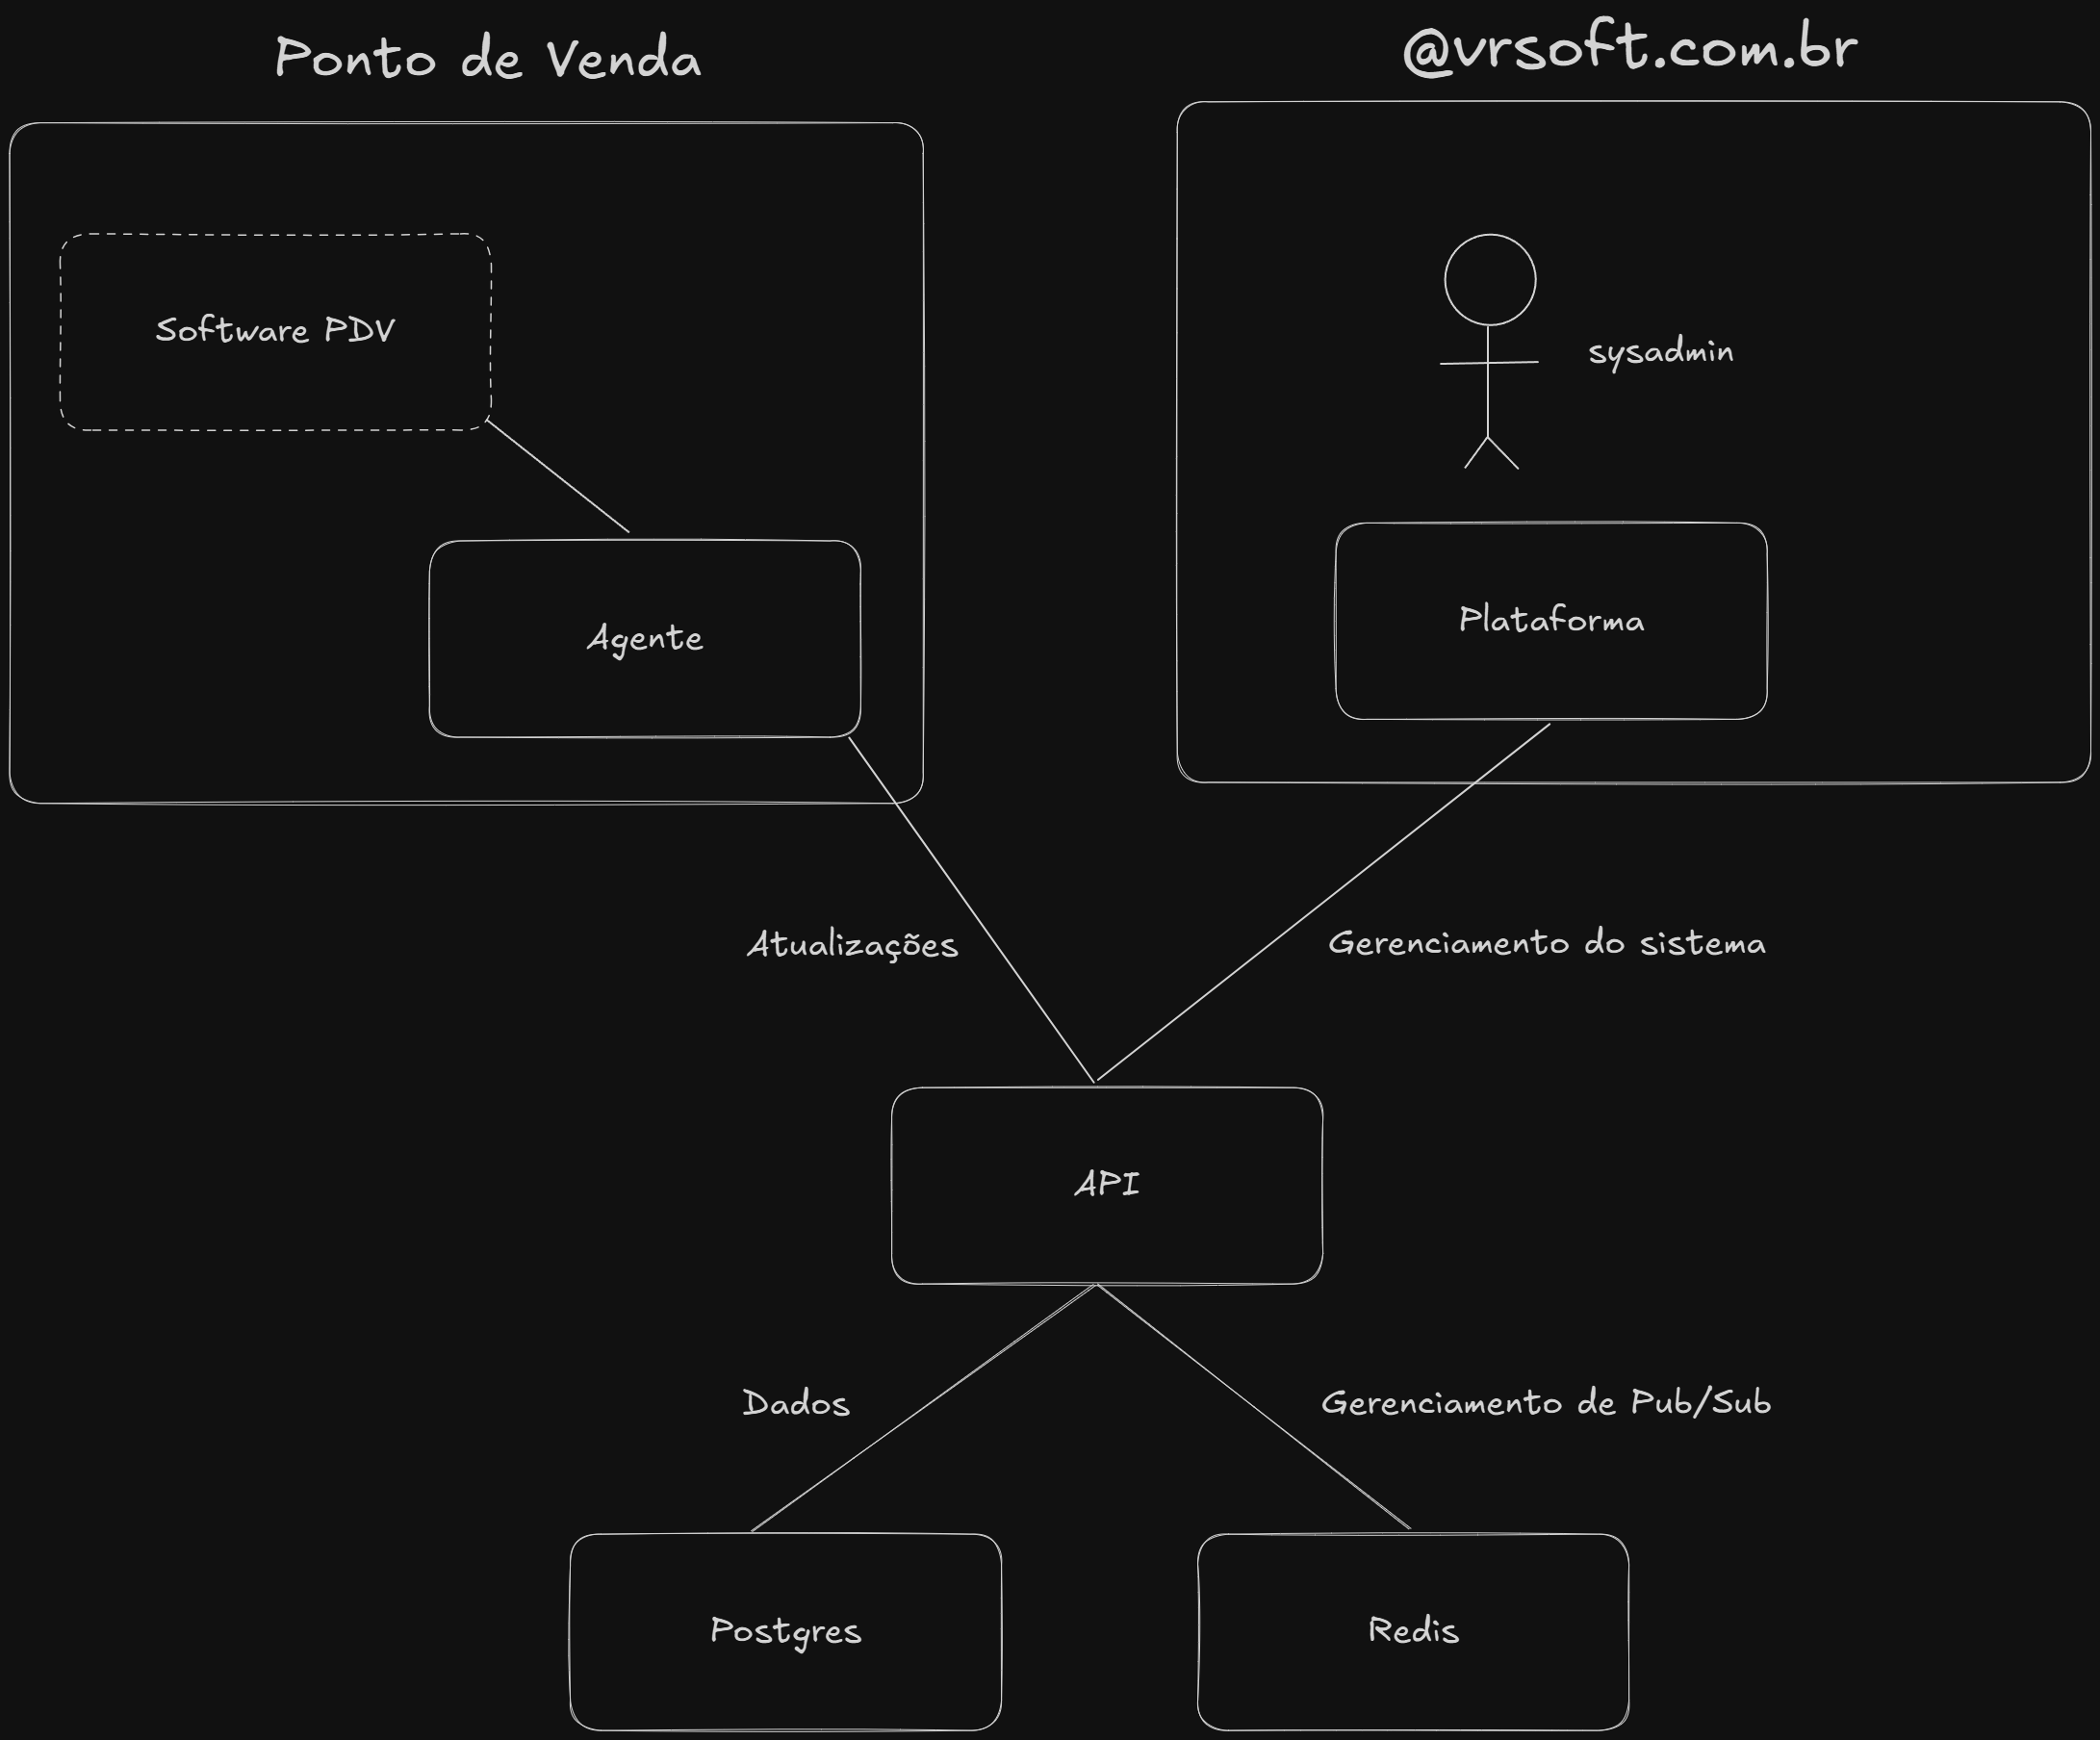 Ponto de Venda
@vrsoft.com.br
Software PDV
sysadmin
Agente
Plataforma
Atualizações
Gerenciamento do sistema
API
Dados
Gerenciamento de Pub/Sub
Postgres
Redis